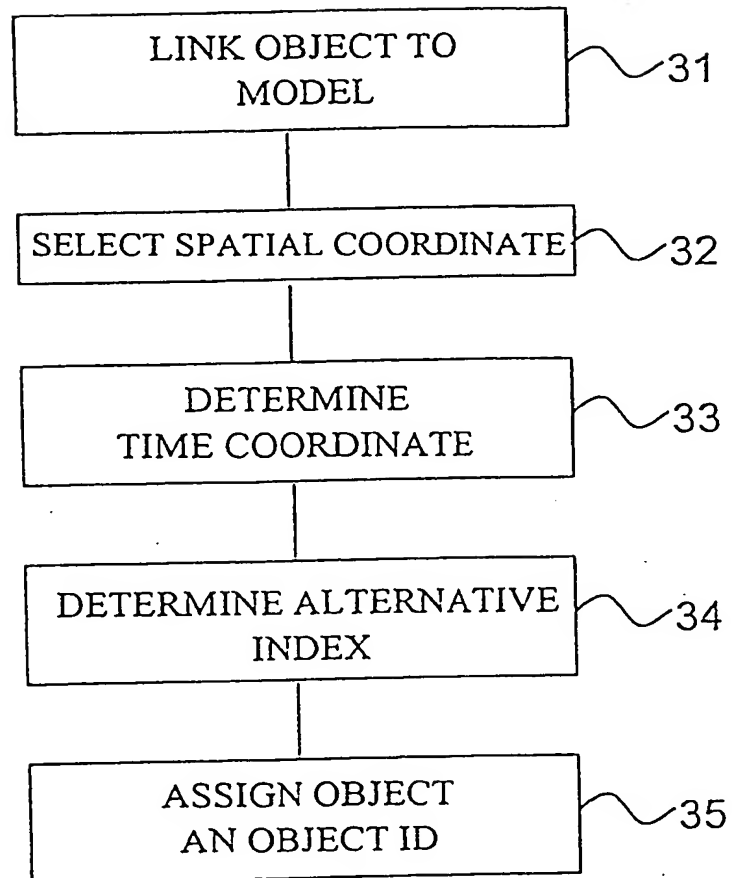 LINK OBJECT TO
MODEL
31
SELECT SPATIAL COORDINATE
32
DETERMINE
TIME COORDINATE
33
DETERMINE ALTERNATIVE
INDEX
34
ASSIGN OBJECT
AN OBJECT ID
35